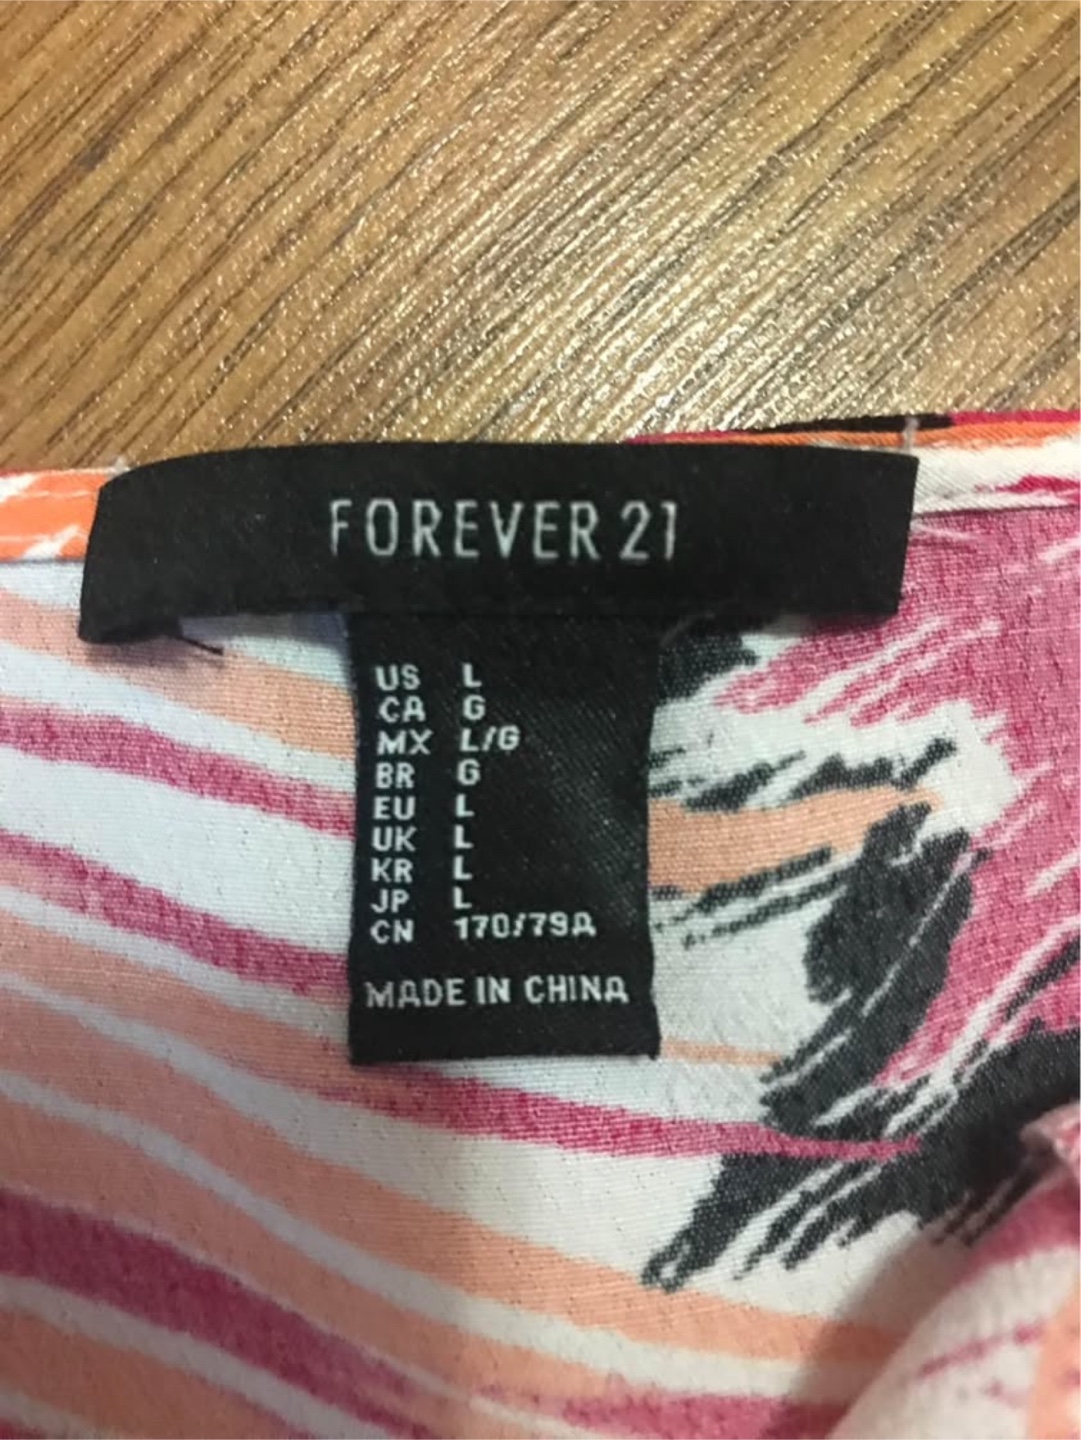 FOREVER 21
US L
CA G
MX L/G
BR G
EU L
UK L
KR L
JP L
CN 170/79A
MADE IN CHINA